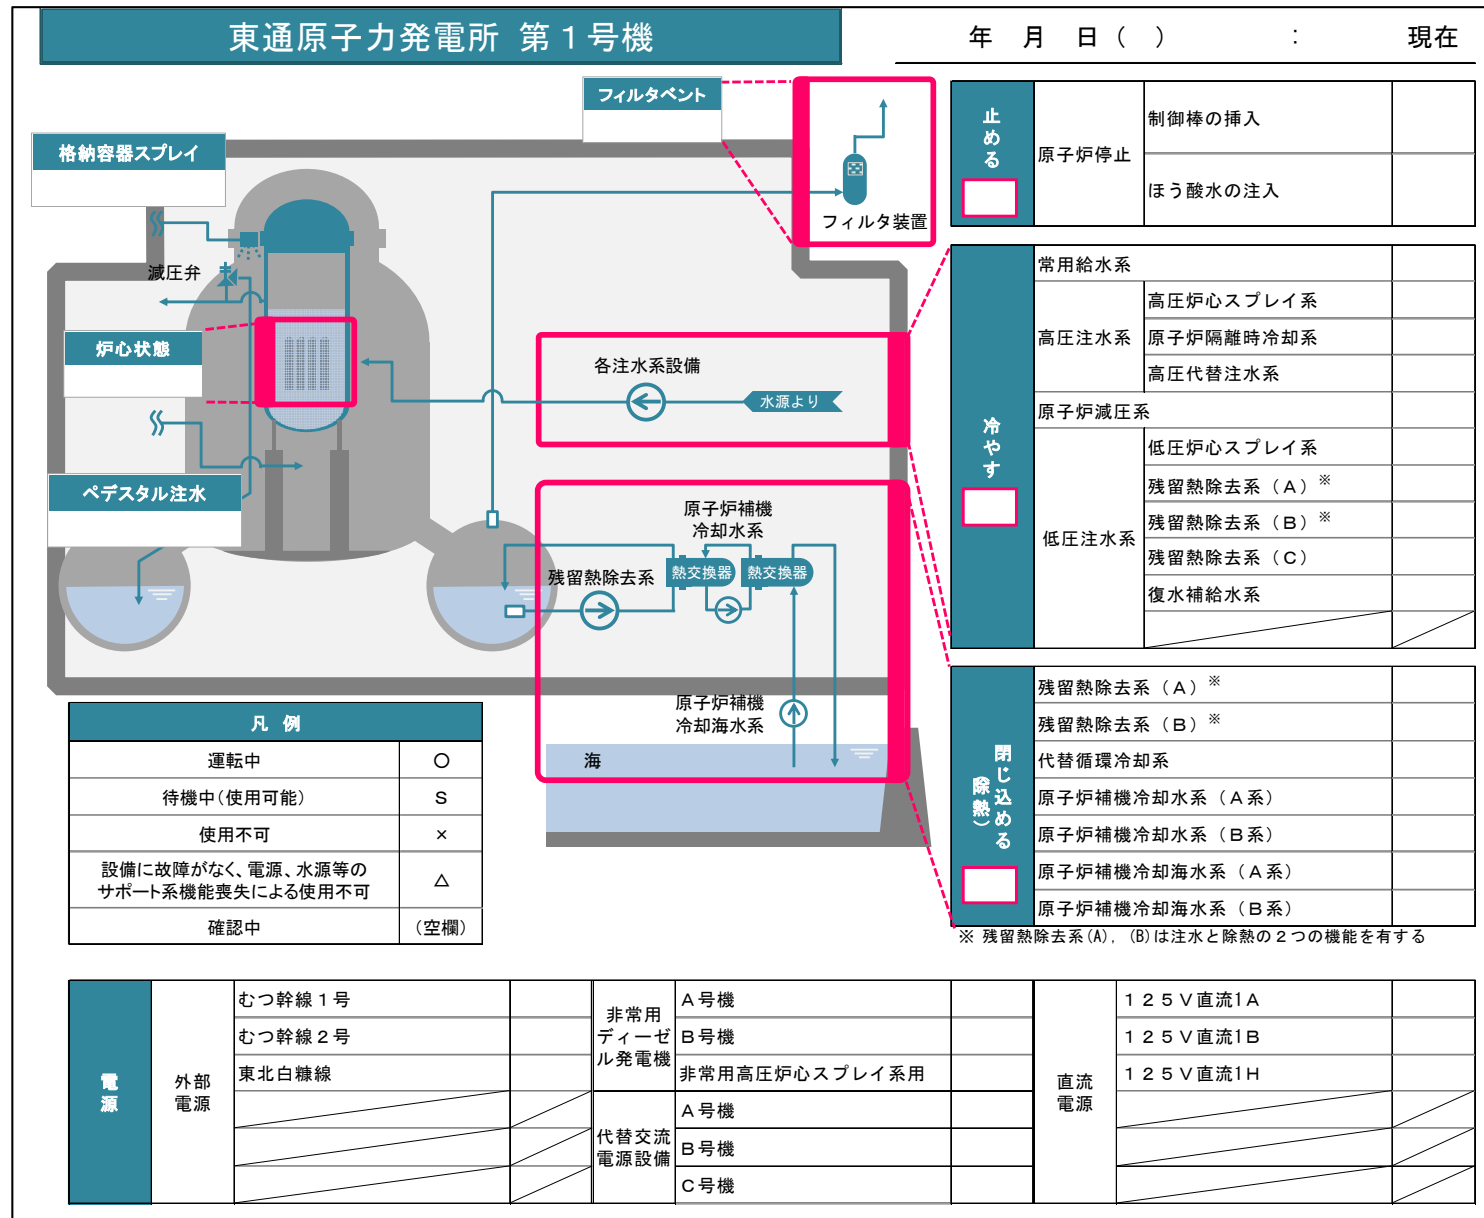 東通原子力発電所 第１号機
年 月 日（ ） ： 現在
フィルタベント
格納容器スプレイ
フィルタ装置
減圧弁
炉心状態
各注水系設備
水源より
ペデスタル注水
原子炉補機
冷却水系
残留熱除去系
熱交換器
熱交換器
原子炉補機
冷却海水系
海
凡 例
運転中 ○
待機中（使用可能） S
使用不可 ×
設備に故障がなく、電源、水源等の
サポート系機能喪失による使用不可 △
確認中 （空欄）
止める
原子炉停止
制御棒の挿入
ほう酸水の注入
冷やす
常用給水系
高圧注水系
高圧炉心スプレイ系
原子炉隔離時冷却系
高圧代替注水系
原子炉減圧系
低圧注水系
低圧炉心スプレイ系
残留熱除去系（Ａ）※
残留熱除去系（Ｂ）※
残留熱除去系（Ｃ）
復水補給水系
閉じ込める
（除熱）
残留熱除去系（Ａ）※
残留熱除去系（Ｂ）※
代替循環冷却系
原子炉補機冷却水系（Ａ系）
原子炉補機冷却水系（Ｂ系）
原子炉補機冷却海水系（Ａ系）
原子炉補機冷却海水系（Ｂ系）
※ 残留熱除去系(A)，(B)は注水と除熱の２つの機能を有する
電源
外部
電源
むつ幹線１号
むつ幹線２号
東北白糠線
非常用
ディーゼ
ル発電機
Ａ号機
Ｂ号機
非常用高圧炉心スプレイ系用
代替交流
電源設備
Ａ号機
Ｂ号機
Ｃ号機
直流
電源
１２５Ｖ直流1Ａ
１２５Ｖ直流1Ｂ
１２５Ｖ直流1Ｈ